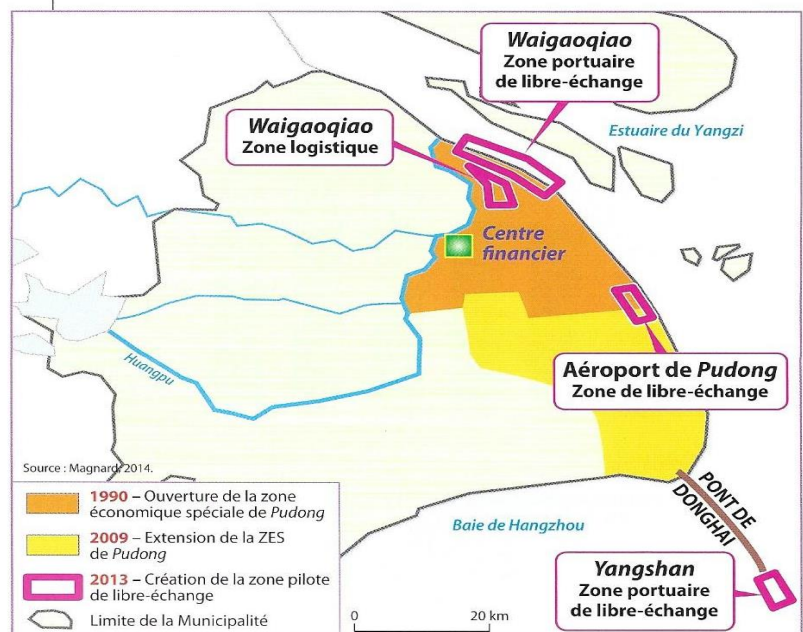 Waigaoqiao
Zone portuaire
de libre-échange
Waigaoqiao
Zone logistique
Estuaire du Yangzi
Centre
financier
Aéroport de Pudong
Zone de libre-échange
Huangpu
Source : Magnard, 2014.
1990 – Ouverture de la zone
économique spéciale de Pudong
2009 – Extension de la ZES
de Pudong
2013 – Création de la zone pilote
de libre-échange
Limite de la Municipalité
Baie de Hangzhou
PONT DE
DONGHAI
Yangshan
Zone portuaire
de libre-échange
0 20 km